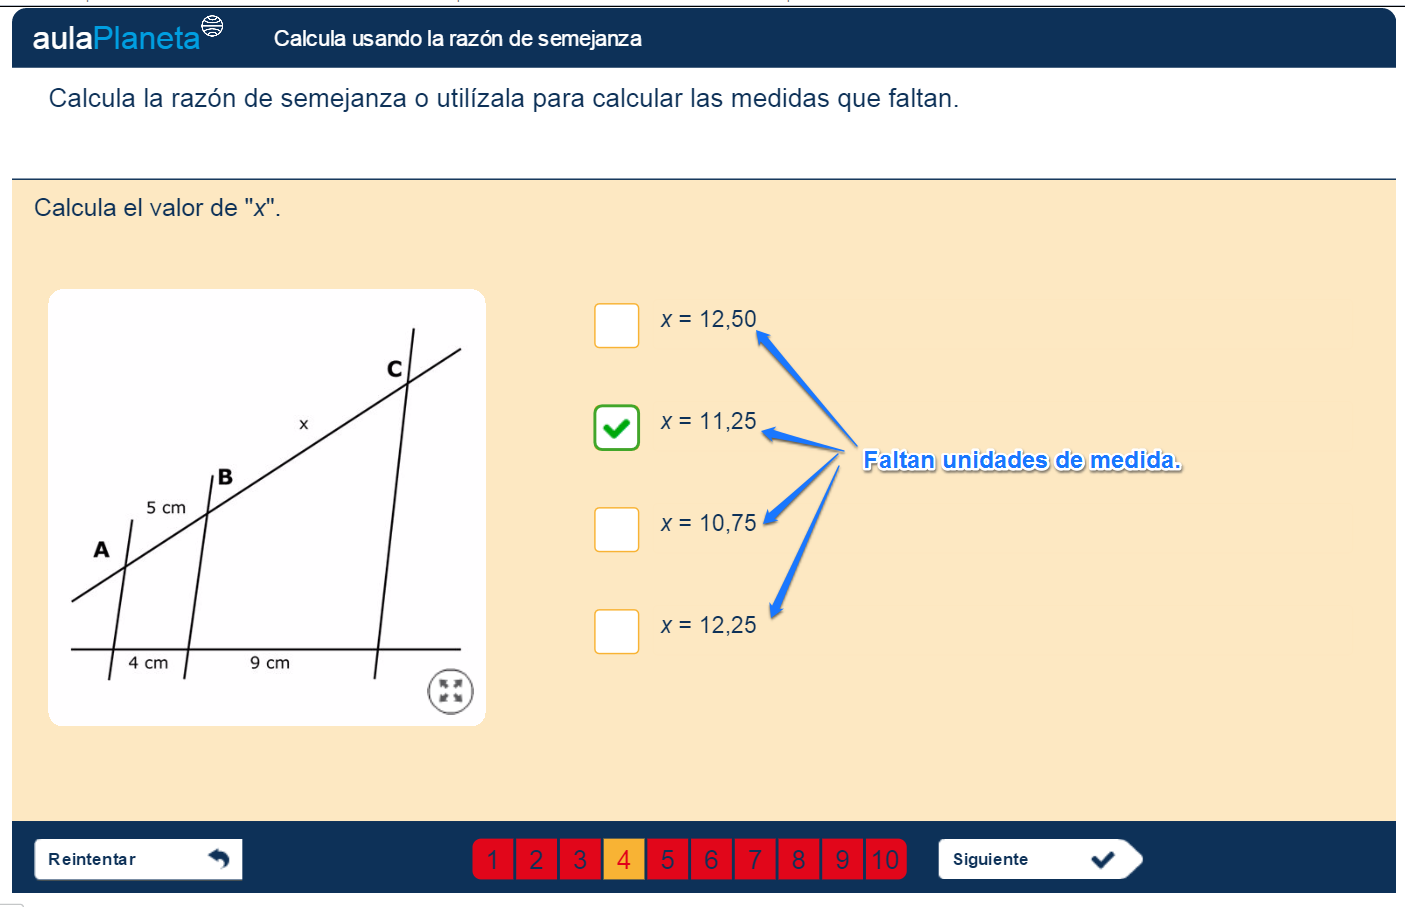 aulaPlaneta
Calcula usando la razón de semejanza
Calcula la razón de semejanza o utilízala para calcular las medidas que faltan.
Calcula el valor de "x".
C
x
B
5 cm
A
4 cm
9 cm
x = 12,50
x = 11,25
Faltan unidades de medida.
x = 10,75
x = 12,25
Reintentar
1 2 3 4 5 6 7 8 9 10
Siguiente